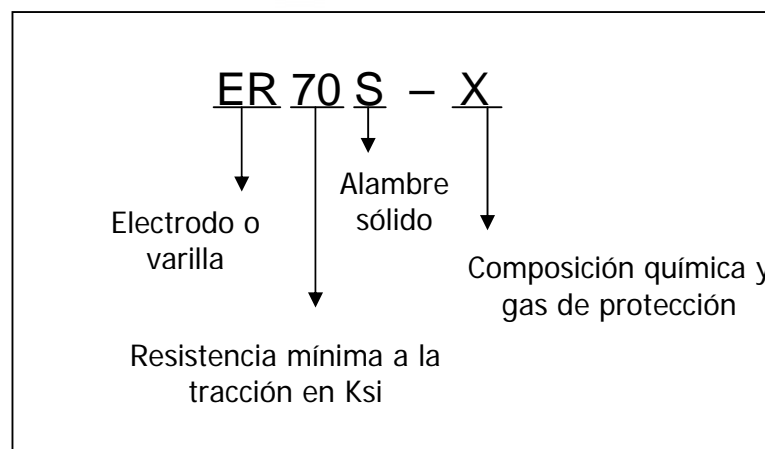 ER 70 S – X
Alambre
sólido
Electrodo o
varilla
Composición química y
gas de protección
Resistencia mínima a la
tracción en Ksi